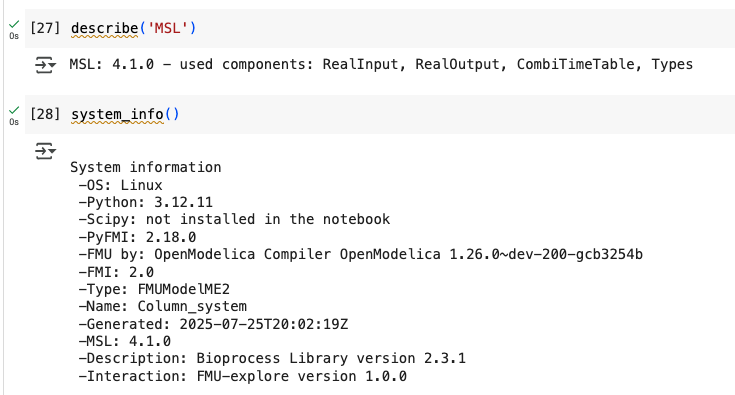 [27] describe('MSL')
0s
MSL: 4.1.0 - used components: RealInput, RealOutput, CombiTimeTable, Types
[28] system_info()
0s
System information
-OS: Linux
-Python: 3.12.11
-Scipy: not installed in the notebook
-PyFMI: 2.18.0
-FMU by: OpenModelica Compiler OpenModelica 1.26.0~dev-200-gcb3254b
-FMI: 2.0
-Type: FMUModelME2
-Name: Column_system
-Generated: 2025-07-25T20:02:19Z
-MSL: 4.1.0
-Description: Bioprocess Library version 2.3.1
-Interaction: FMU-explore version 1.0.0